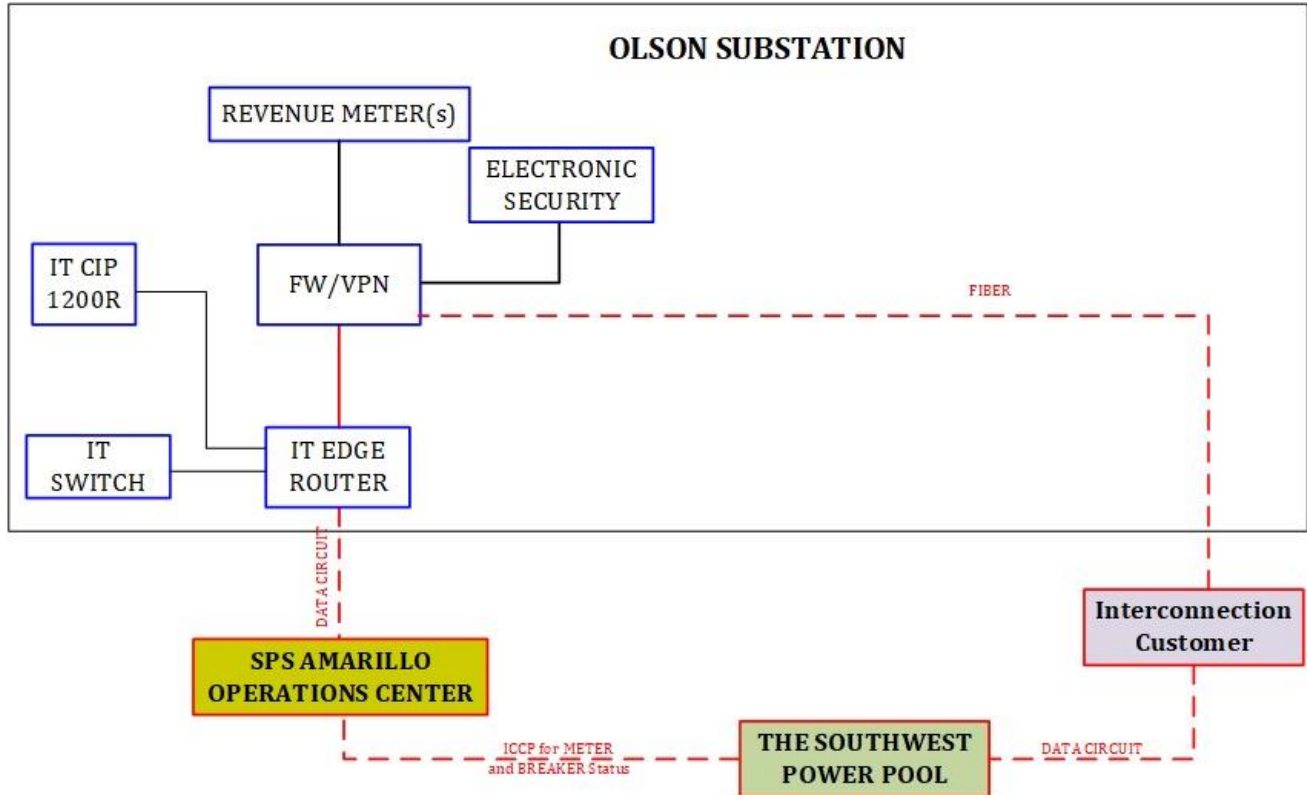 OLSON SUBSTATION
REVENUE METER(s)
ELECTRONIC
SECURITY
IT CIP
1200R
FW/VPN
FIBER
IT
SWITCH
IT EDGE
ROUTER
DATA CIRCUIT
Interconnection
Customer
SPS AMARILLO
OPERATIONS CENTER
ICCP for METER
and BREAKER Status
THE SOUTHWEST
POWER POOL
DATA CIRCUIT